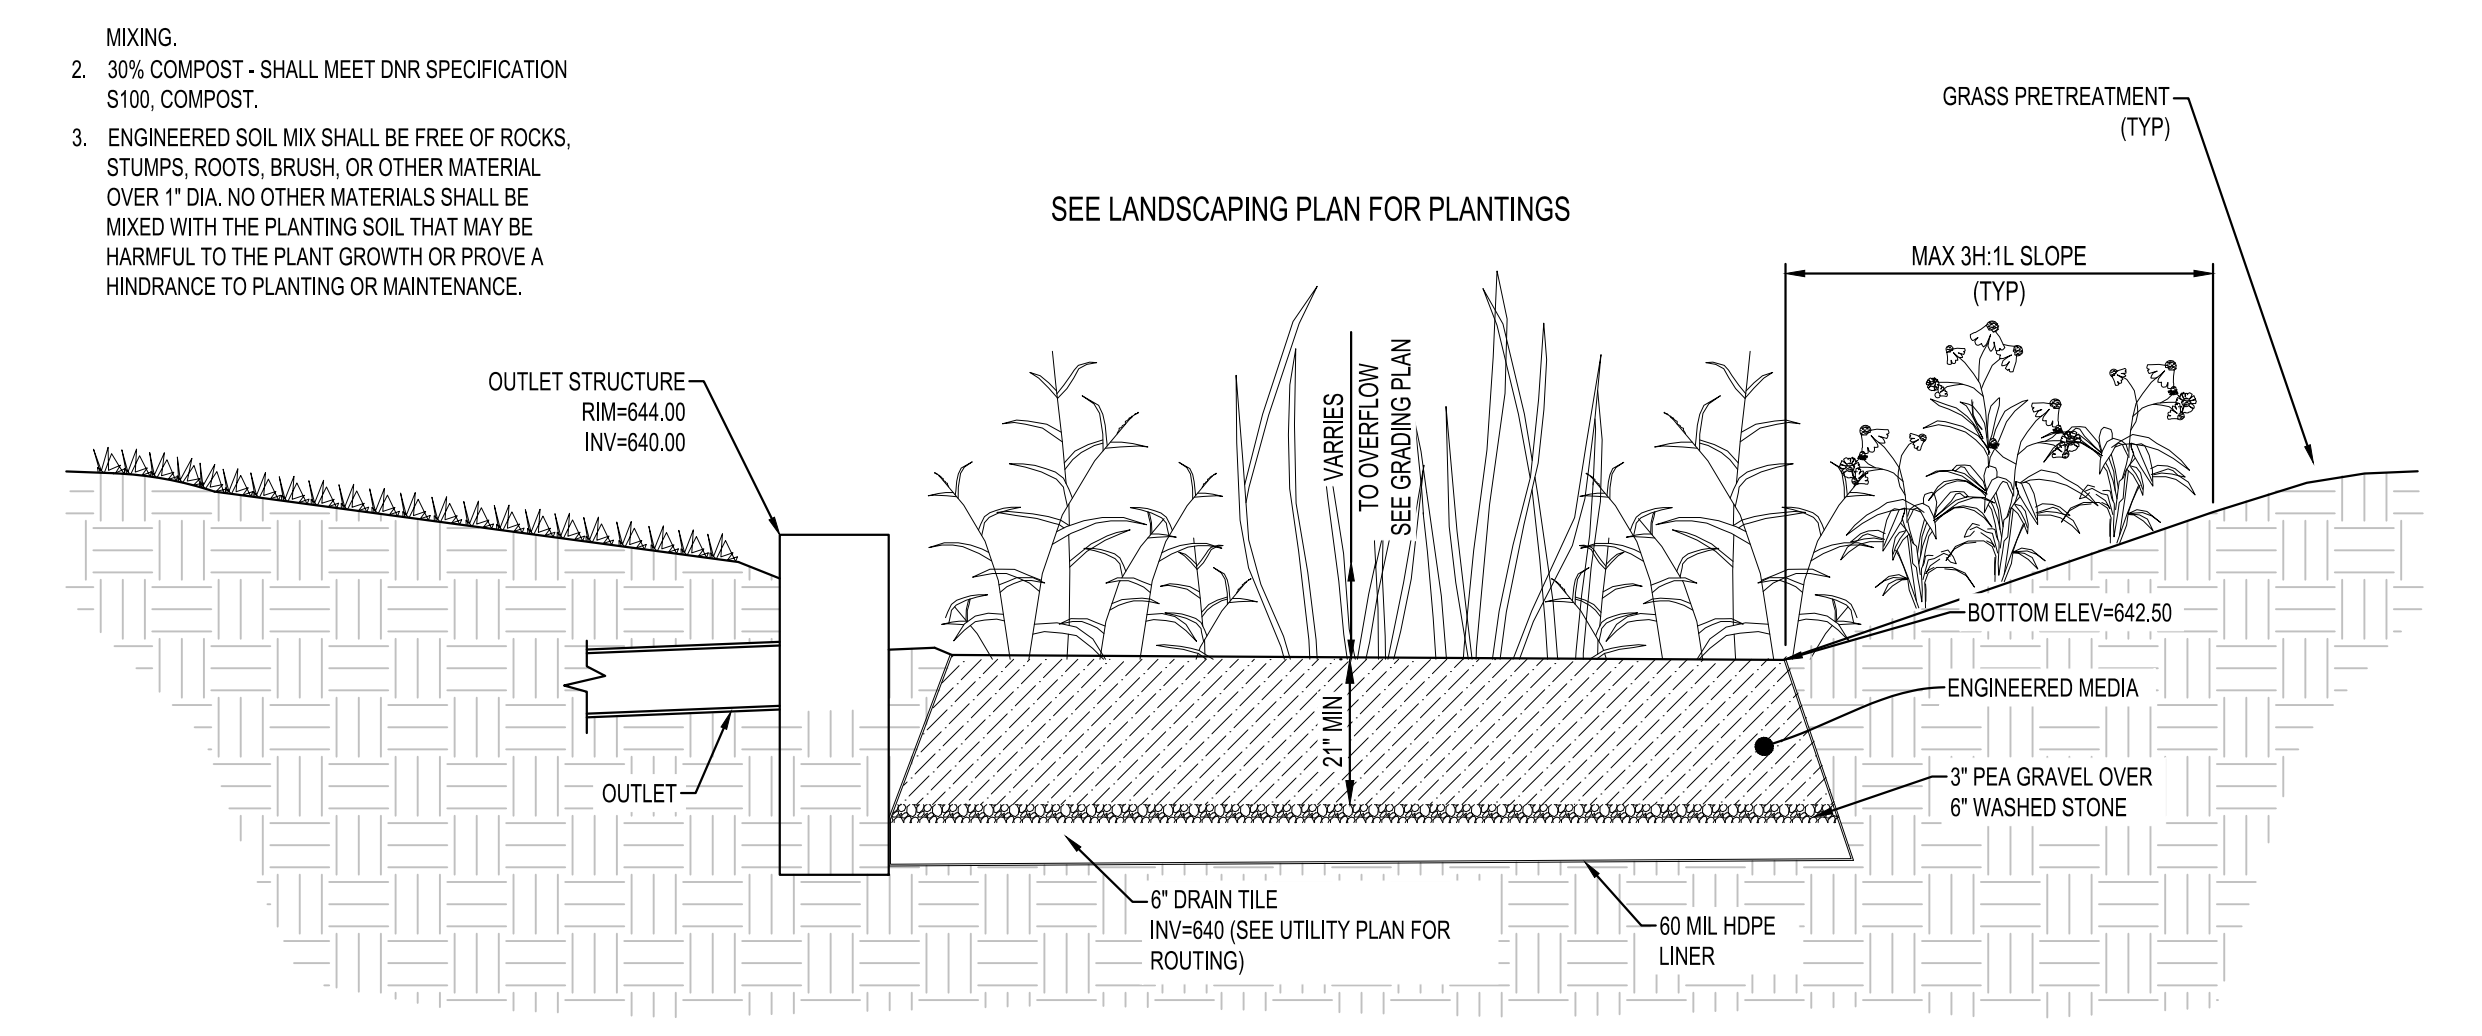 MIXING.
2. 30% COMPOST - SHALL MEET DNR SPECIFICATION
S100, COMPOST.
3. ENGINEERED SOIL MIX SHALL BE FREE OF ROCKS,
STUMPS, ROOTS, BRUSH, OR OTHER MATERIAL
OVER 1" DIA. NO OTHER MATERIALS SHALL BE
MIXED WITH THE PLANTING SOIL THAT MAY BE
HARMFUL TO THE PLANT GROWTH OR PROVE A
HINDRANCE TO PLANTING OR MAINTENANCE.
GRASS PRETREATMENT
(TYP)
SEE LANDSCAPING PLAN FOR PLANTINGS
MAX 3H:1L SLOPE
(TYP)
OUTLET STRUCTURE
RIM=644.00
INV=640.00
VARRIES
TO OVERFLOW
SEE GRADING PLAN
BOTTOM ELEV=642.50
ENGINEERED MEDIA
21" MIN
3" PEA GRAVEL OVER
6" WASHED STONE
OUTLET
6" DRAIN TILE
INV=640 (SEE UTILITY PLAN FOR
ROUTING)
60 MIL HDPE
LINER